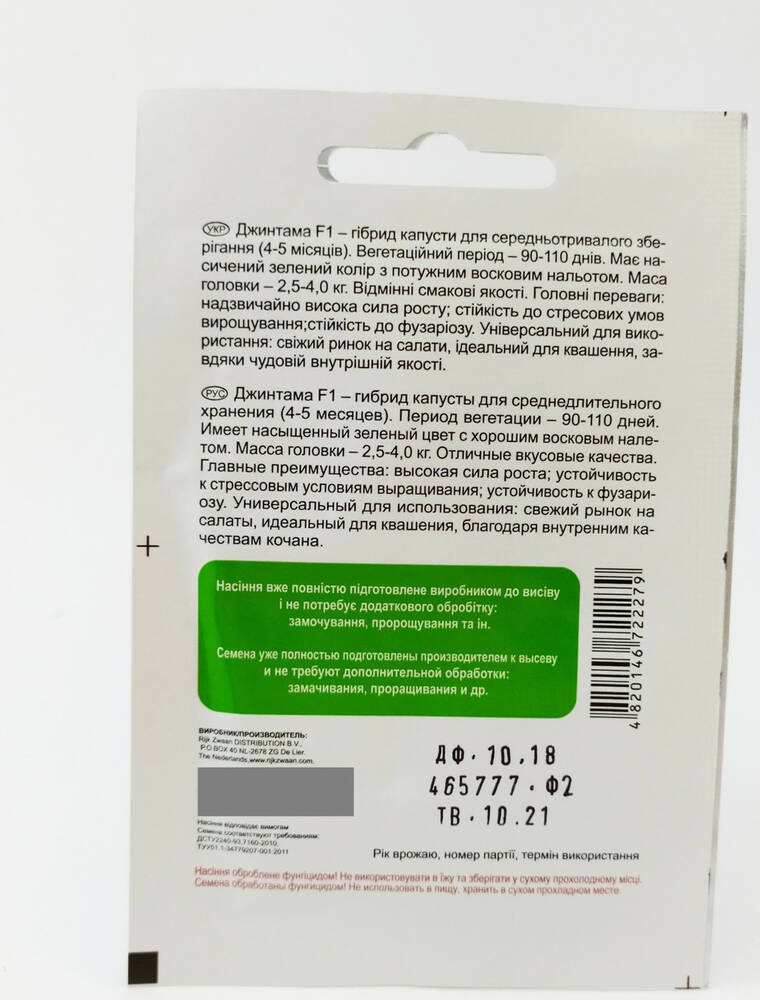 УКР Джинтама F1 – гібрид капусти для середньотривалого збе-
рігання (4-5 місяців). Вегетаційний період – 90-110 днів. Має на-
сичений зелений колір з потужним восковим нальотом. Маса
головки – 2,5-4,0 кг. Відмінні смакові якості. Головні переваги:
надзвичайно висока сила росту; стійкість до стресових умов
вирощування;стійкість до фузаріозу. Універсальний для вико-
ристання: свіжий ринок на салати, ідеальний для квашення, за-
вдяки чудовій внутрішній якості.
РУС Джинтама F1 – гибрид капусты для среднедлительного
хранения (4-5 месяцев). Период вегетации – 90-110 дней.
Имеет насыщенный зеленый цвет с хорошим восковым нале-
том. Масса головки – 2,5-4,0 кг. Отличные вкусовые качества.
Главные преимущества: высокая сила роста; устойчивость
к стрессовым условиям выращивания; устойчивость к фузари-
озу. Универсальный для использования: свежий рынок на
салаты, идеальный для квашения, благодаря внутренним ка-
чествам кочана.
Насіння вже повністю підготовлене виробником до висіву
і не потребує додаткового обробітку:
замочування, пророщування та ін.
Семена уже полностью подготовлены производителем к высеву
и не требуют дополнительной обработки:
замачивания, проращивания и др.
4820146722279
ВИРОБНИК/ПРОИЗВОДИТЕЛЬ:
Rijk Zwaan DISTRIBUTION B.V.,
P.O BOX 40 NL-2678 ZG De Lier.
The Nederlands,www.rijkzwaan.com.
ДФ. 10.18
465777. Ф2
ТВ. 10.21
Насіння відповідає вимогам
Семена соответствуют требованиям:
ДСТУ2240-93,7160-2010,
ТУУ01.1-34779207-001:2011
Рік врожаю, номер партії, термін використання
Насіння оброблене фунгіцидом! Не використовувати в їжу та зберігати у сухому прохолодному місці.
Семена обработаны фунгицидом! Не использовать в пищу, хранить в сухом прохладном месте.